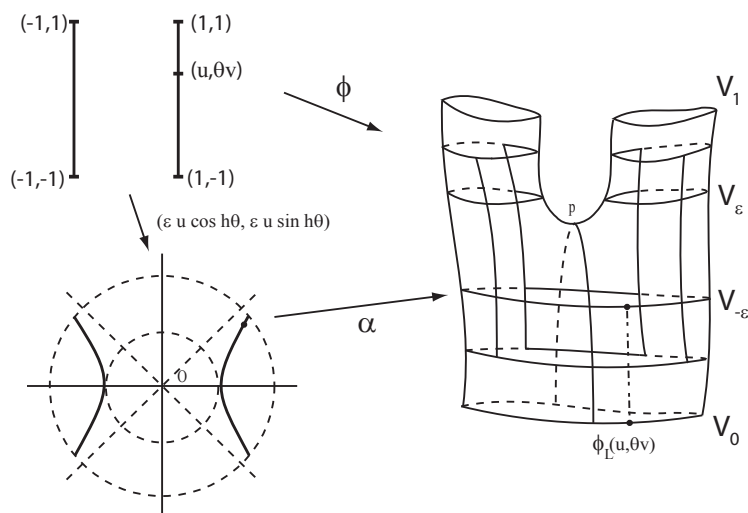 (-1,1)
(1,1)
(u,θv)
(-1,-1)
(1,-1)
ϕ
(ε u cos hθ, ε u sin hθ)
α
0
p
V₁
Vε
V-ε
V₀
ϕL(u,θv)